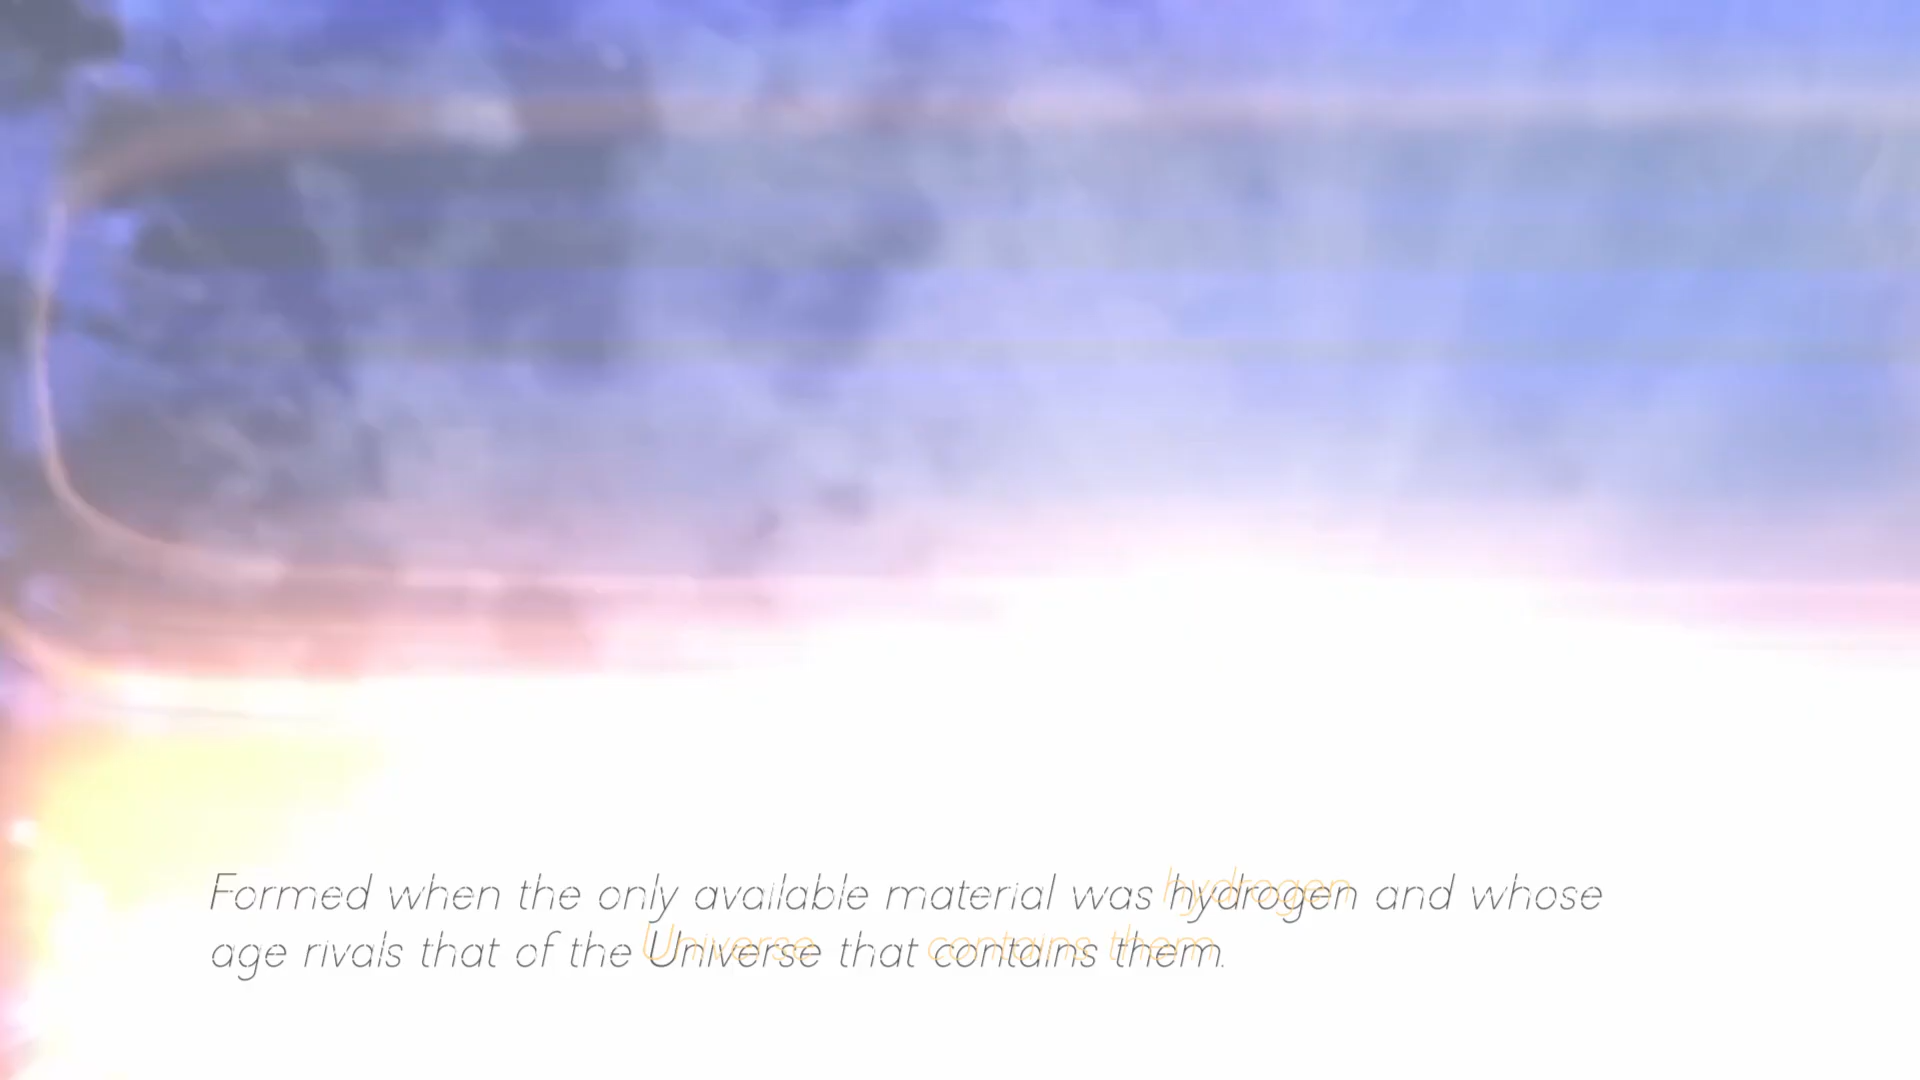 Formed when the only available material was hydrogen and whose
age rivals that of the Universe that contains them.